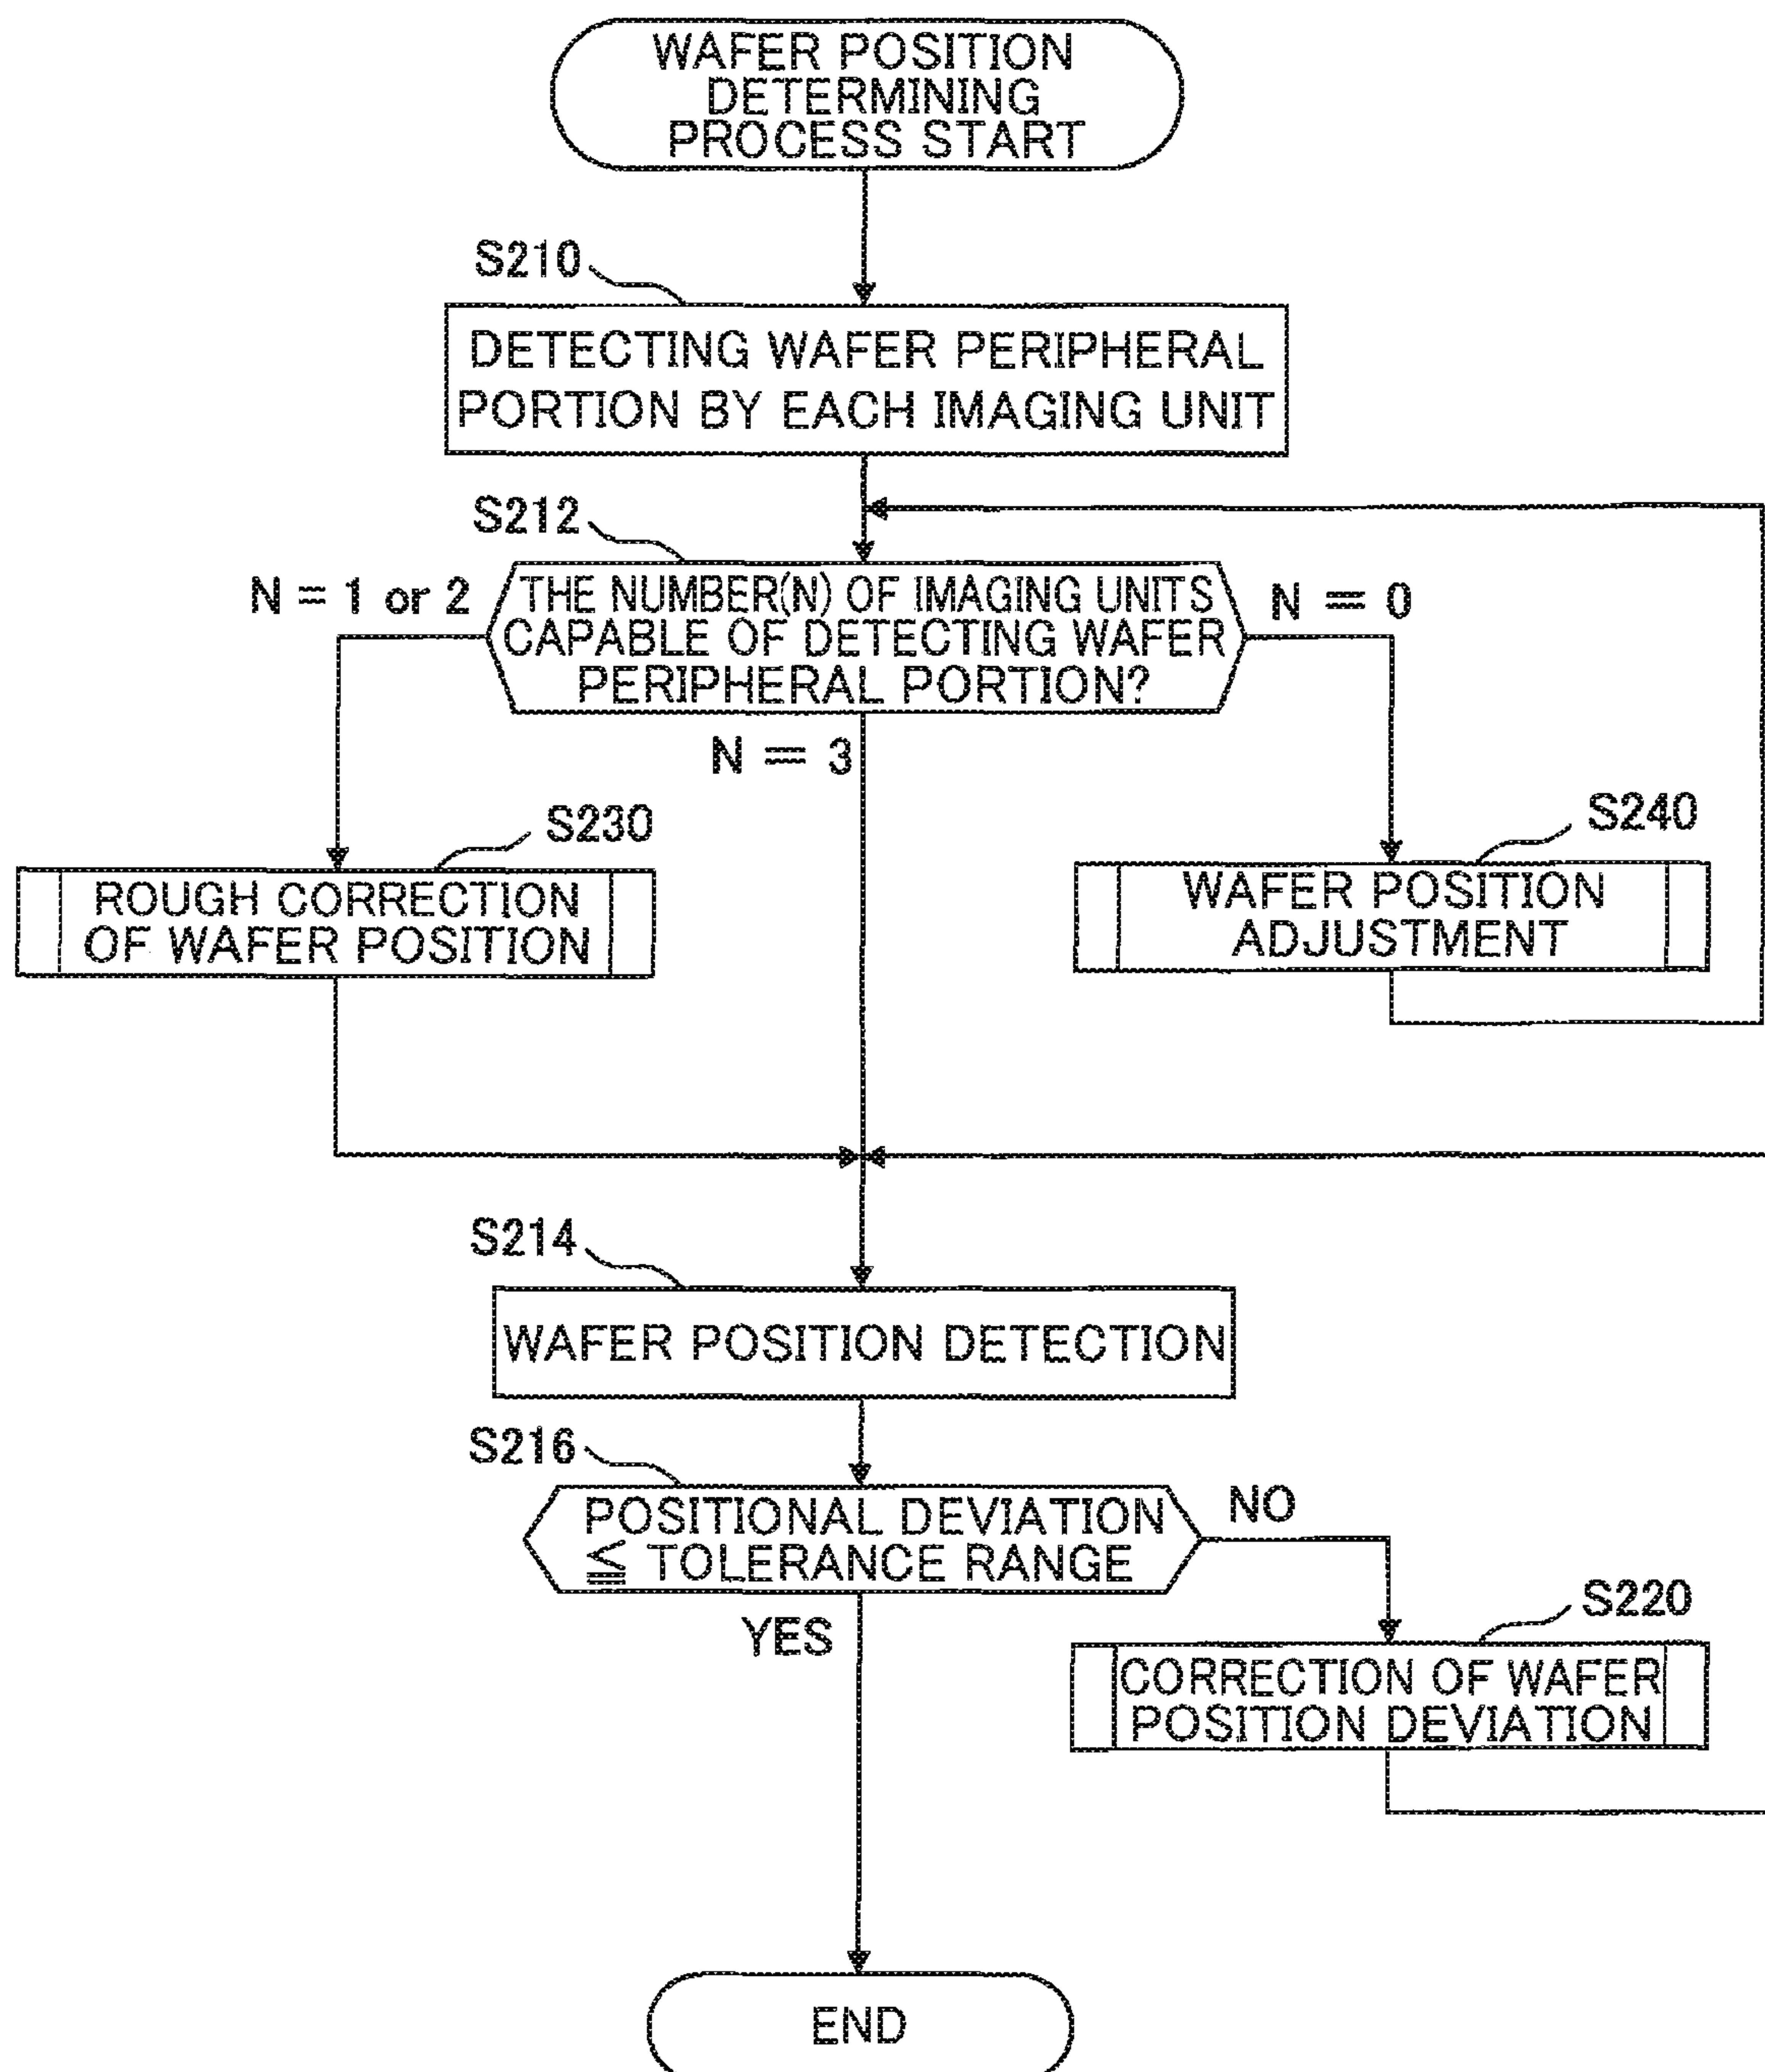 WAFER POSITION
DETERMINING
PROCESS START
S210
DETECTING WAFER PERIPHERAL
PORTION BY EACH IMAGING UNIT
S212
N = 1 or 2
THE NUMBER(N) OF IMAGING UNITS
CAPABLE OF DETECTING WAFER
PERIPHERAL PORTION?
N = 0
N = 3
S230
ROUGH CORRECTION
OF WAFER POSITION
S240
WAFER POSITION
ADJUSTMENT
S214
WAFER POSITION DETECTION
S216
POSITIONAL DEVIATION
≦ TOLERANCE RANGE
NO
YES
S220
CORRECTION OF WAFER
POSITION DEVIATION
END